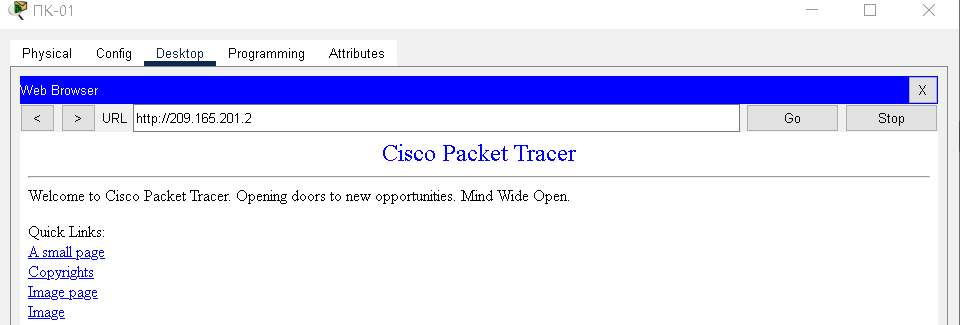 ПК-01
Physical Config Desktop Programming Attributes
Web Browser X
< > URL http://209.165.201.2 Go Stop
Cisco Packet Tracer
Welcome to Cisco Packet Tracer. Opening doors to new opportunities. Mind Wide Open.
Quick Links:
A small page
Copyrights
Image page
Image